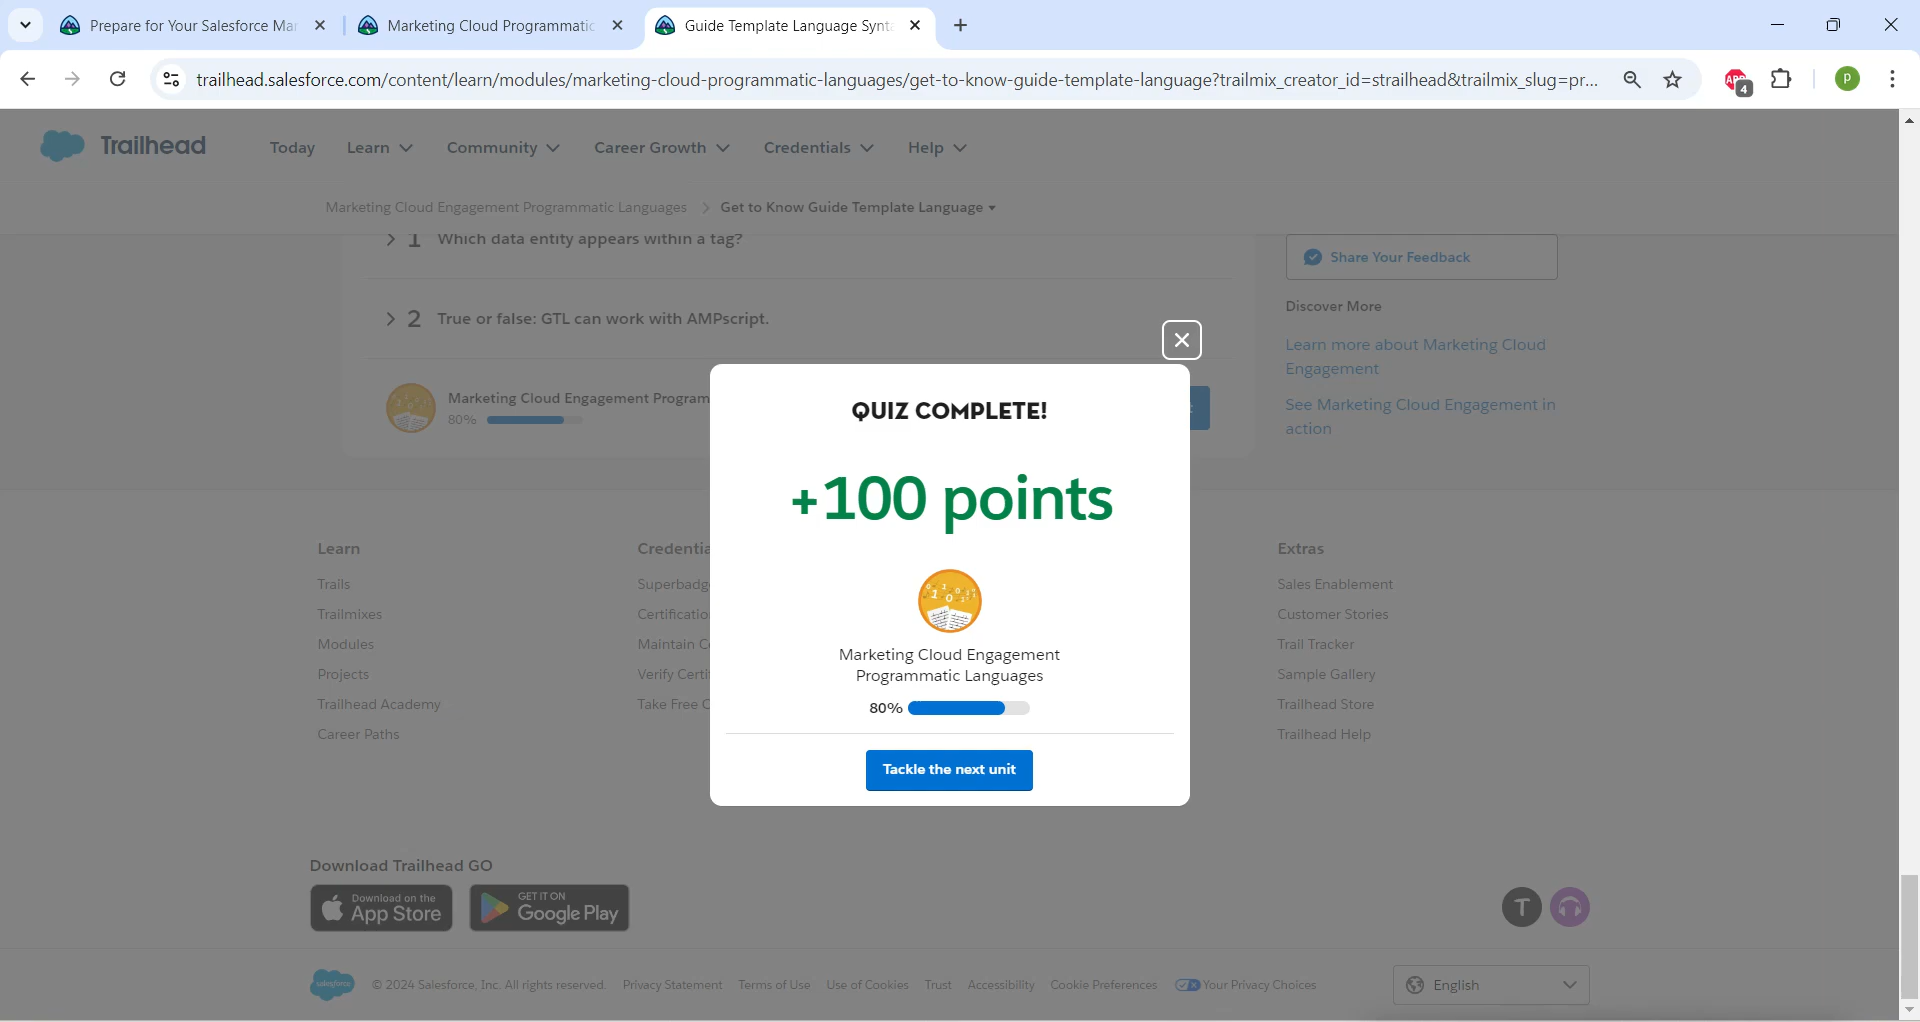 Prepare for Your Salesforce Mar
Marketing Cloud Programmatic
Guide Template Language Synta
trailhead.salesforce.com/content/learn/modules/marketing-cloud-programmatic-languages/get-to-know-guide-template-language?trailmix_creator_id=strailhead&trailmix_slug=pr...
ABP
4
P
Trailhead
Today
Learn
Community
Career Growth
Credentials
Help
Marketing Cloud Engagement Programmatic Languages > Get to Know Guide Template Language
1 Which data entity appears within a tag?
2 True or false: GTL can work with AMPscript.
Marketing Cloud Engagement Program
80%
Share Your Feedback
Discover More
Learn more about Marketing Cloud
Engagement
See Marketing Cloud Engagement in
action
QUIZ COMPLETE!
+100 points
Marketing Cloud Engagement
Programmatic Languages
80%
Tackle the next unit
Learn
Trails
Trailmixes
Modules
Projects
Trailhead Academy
Career Paths
Credentia
Superbadg
Certificatio
Maintain C
Verify Certi
Take Free C
Extras
Sales Enablement
Customer Stories
Trail Tracker
Sample Gallery
Trailhead Store
Trailhead Help
Download Trailhead GO
Download on the
App Store
GET IT ON
Google Play
T
salesforce
© 2024 Salesforce, Inc. All rights reserved.
Privacy Statement
Terms of Use
Use of Cookies
Trust
Accessibility
Cookie Preferences
Your Privacy Choices
English